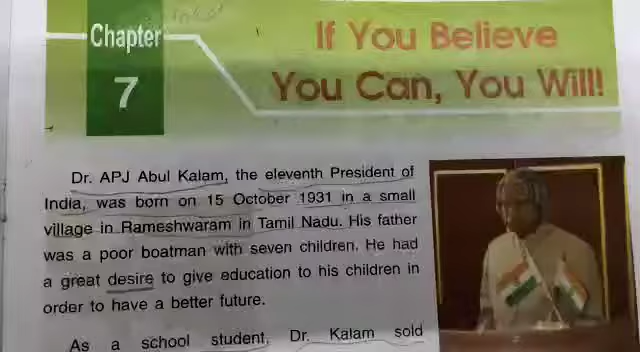 Chapter
7
If You Believe
You Can, You Will!
Dr. APJ Abul Kalam, the eleventh President of
India, was born on 15 October 1931 in a small
village in Rameshwaram in Tamil Nadu. His father
was a poor boatman with seven children. He had
a great desire to give education to his children in
order to have a better future.
As a school student, Dr. Kalam sold